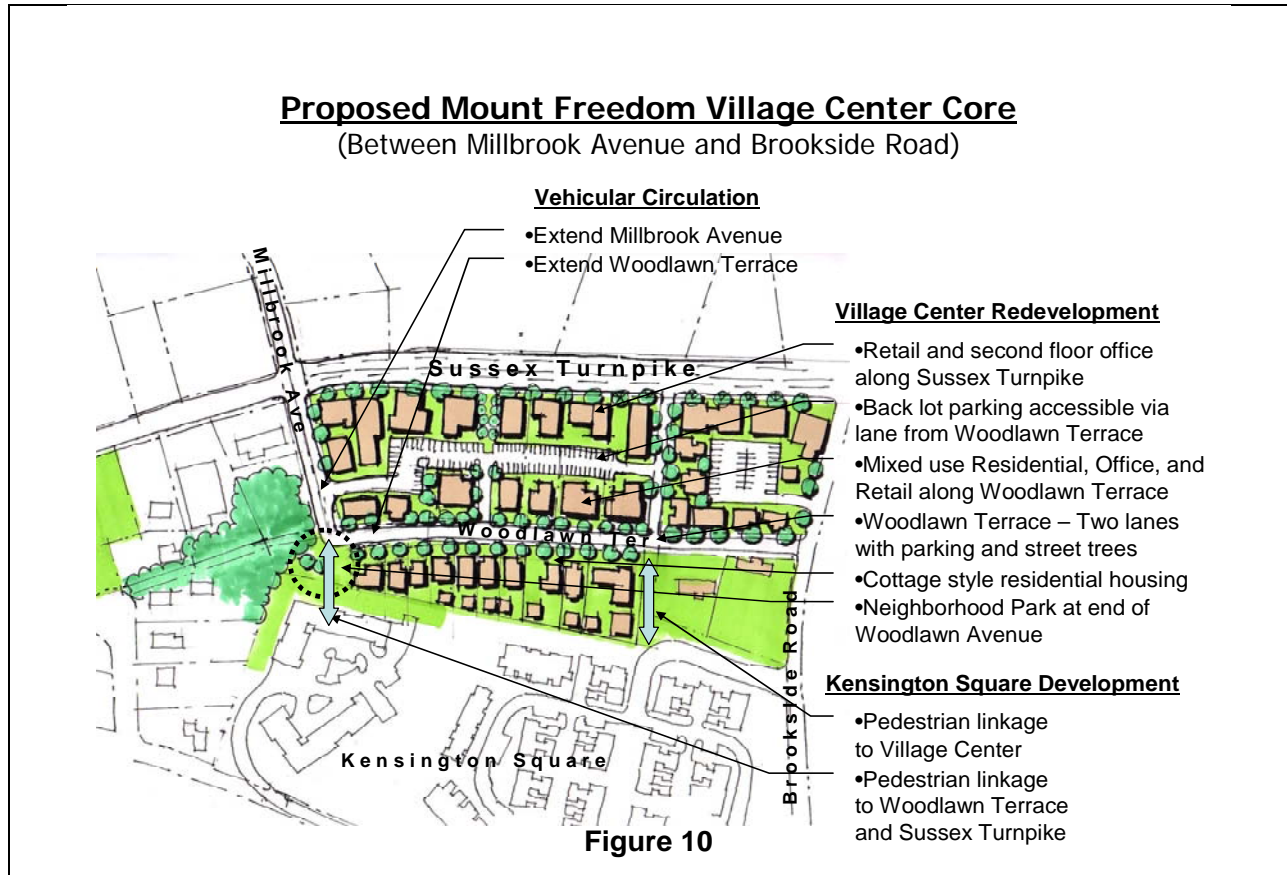 Proposed Mount Freedom Village Center Core
(Between Millbrook Avenue and Brookside Road)
Vehicular Circulation
•Extend Millbrook Avenue
•Extend Woodlawn Terrace
Millbrook Ave
Sussex Turnpike
Woodlawn Ter
Brookside Road
Kensington Square
Village Center Redevelopment
•Retail and second floor office
along Sussex Turnpike
•Back lot parking accessible via
lane from Woodlawn Terrace
•Mixed use Residential, Office, and
Retail along Woodlawn Terrace
•Woodlawn Terrace – Two lanes
with parking and street trees
•Cottage style residential housing
•Neighborhood Park at end of
Woodlawn Avenue
Kensington Square Development
•Pedestrian linkage
to Village Center
•Pedestrian linkage
to Woodlawn Terrace
and Sussex Turnpike
Figure 10